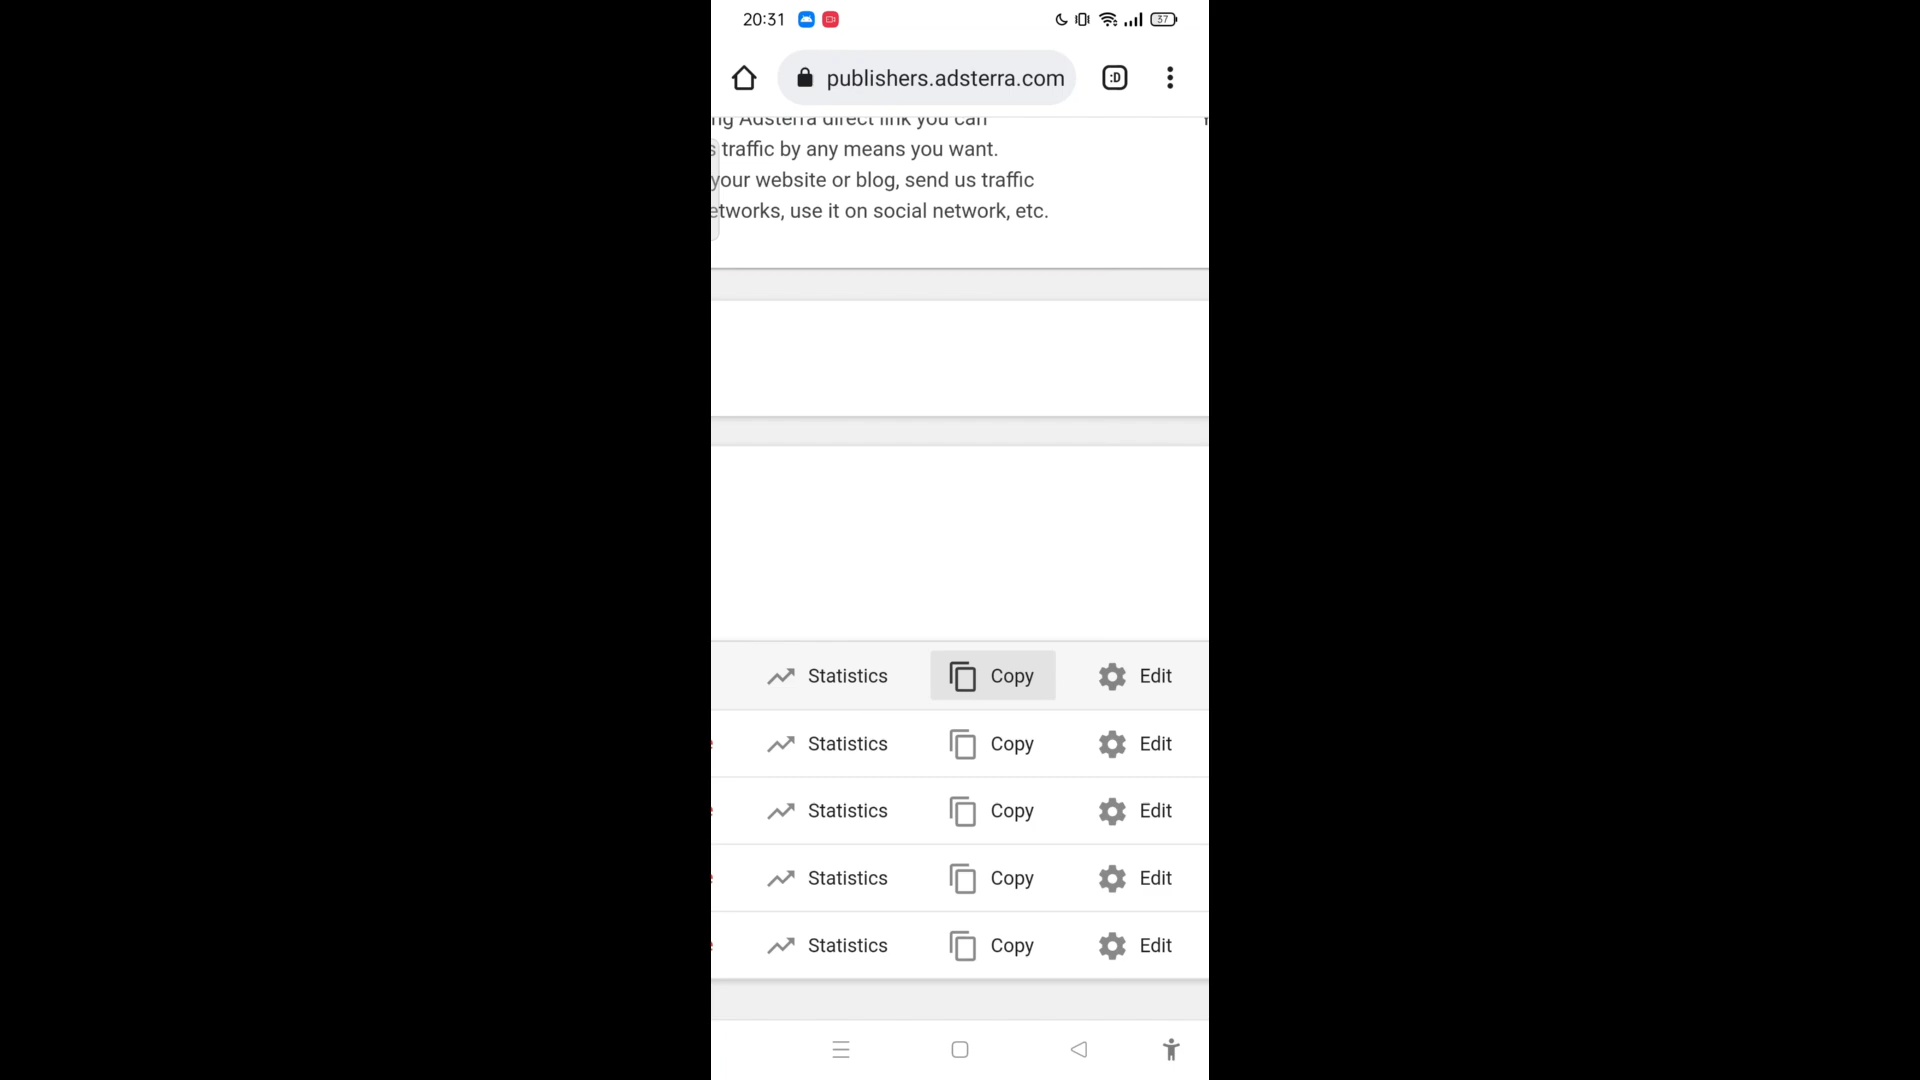 20:31
37
publishers.adsterra.com
:D
ng Adsterra direct link you can
s traffic by any means you want.
your website or blog, send us traffic
etworks, use it on social network, etc.
Statistics Copy Edit
Statistics Copy Edit
Statistics Copy Edit
Statistics Copy Edit
Statistics Copy Edit